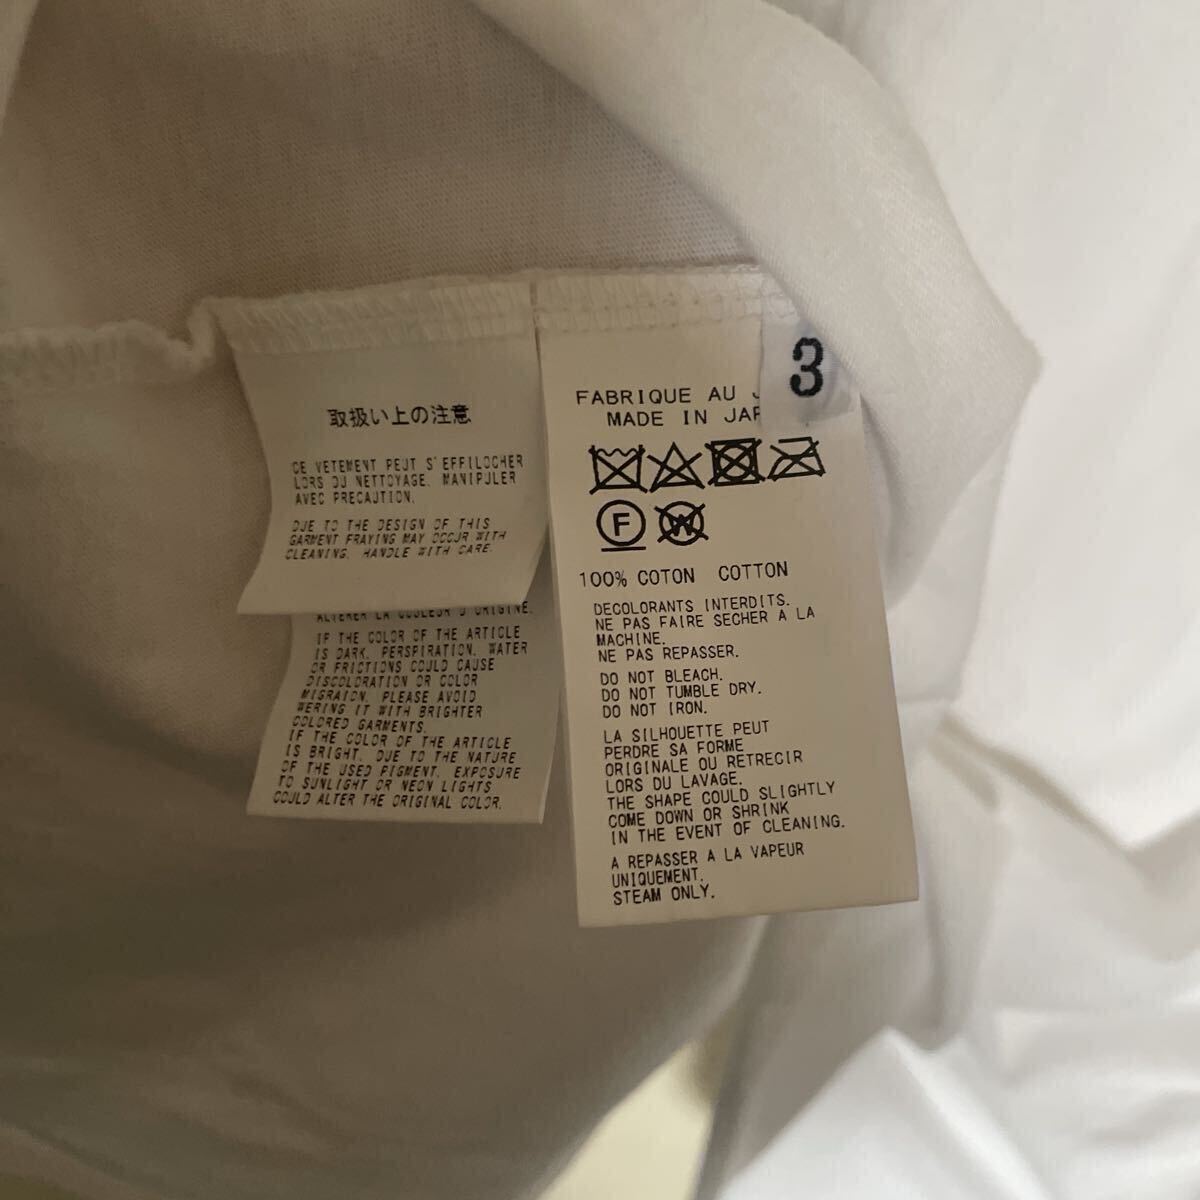 取扱い上の注意
CE VETEMENT PEUT S'EFFILOCHER
LORS DU NETTOYAGE. MANIPULER
AVEC PRECAUTION.
DUE TO THE DESIGN OF THIS
GARMENT FRAYING MAY OCCUR WITH
CLEANING. HANDLE WITH CARE.
ALTERER LA COULEUR D'ORIGINE.
IF THE COLOR OF THE ARTICLE
IS DARK, PERSPIRATION, WATER
OR FRICTIONS COULD CAUSE
DISCOLORATION OR COLOR
MIGRAION. PLEASE AVOID
WERING IT WITH BRIGHTER
COLORED GARMENTS.
IF THE COLOR OF THE ARTICLE
IS BRIGHT, DUE TO THE NATURE
OF THE USED PIGMENT, EXPOSURE
TO SUNLIGHT OR NEON LIGHTS
COULD ALTER THE ORIGINAL COLOR.
3
FABRIQUE AU
MADE IN JAP
F
W
100% COTON COTTON
DECOLORANTS INTERDITS.
NE PAS FAIRE SECHER A LA
MACHINE.
NE PAS REPASSER.
DO NOT BLEACH.
DO NOT TUMBLE DRY.
DO NOT IRON.
LA SILHOUETTE PEUT
PERDRE SA FORME
ORIGINALE OU RETRECIR
LORS DU LAVAGE.
THE SHAPE COULD SLIGHTLY
COME DOWN OR SHRINK
IN THE EVENT OF CLEANING.
A REPASSER A LA VAPEUR
UNIQUEMENT.
STEAM ONLY.